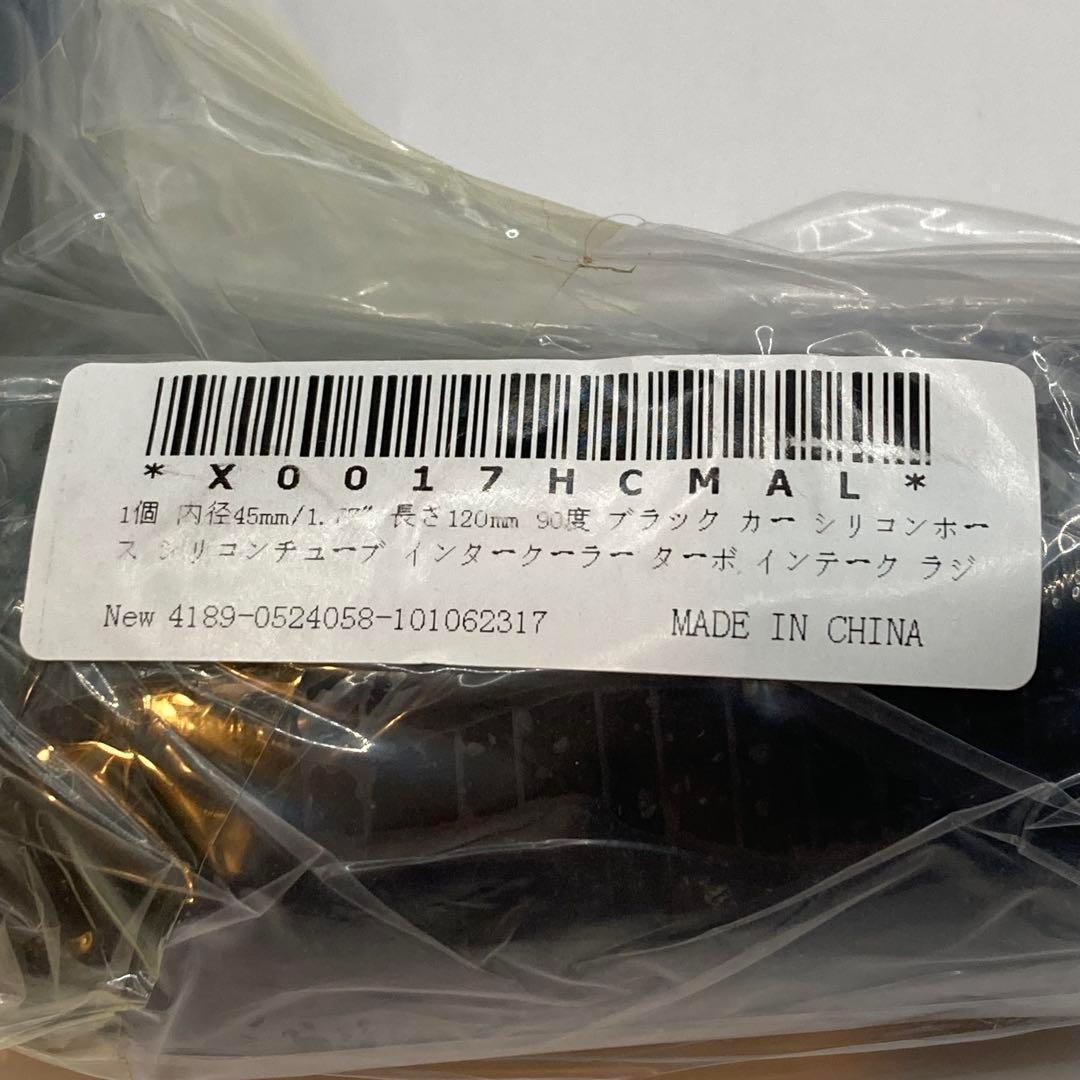 *X0017HCMAL*
1個 内径45mm/1.77" 長さ120mm 90度 ブラック カー シリコンホー
ス シリコンチューブ インタークーラー ターボ インテーク ラジ
New 4189-0524058-101062317
MADE IN CHINA